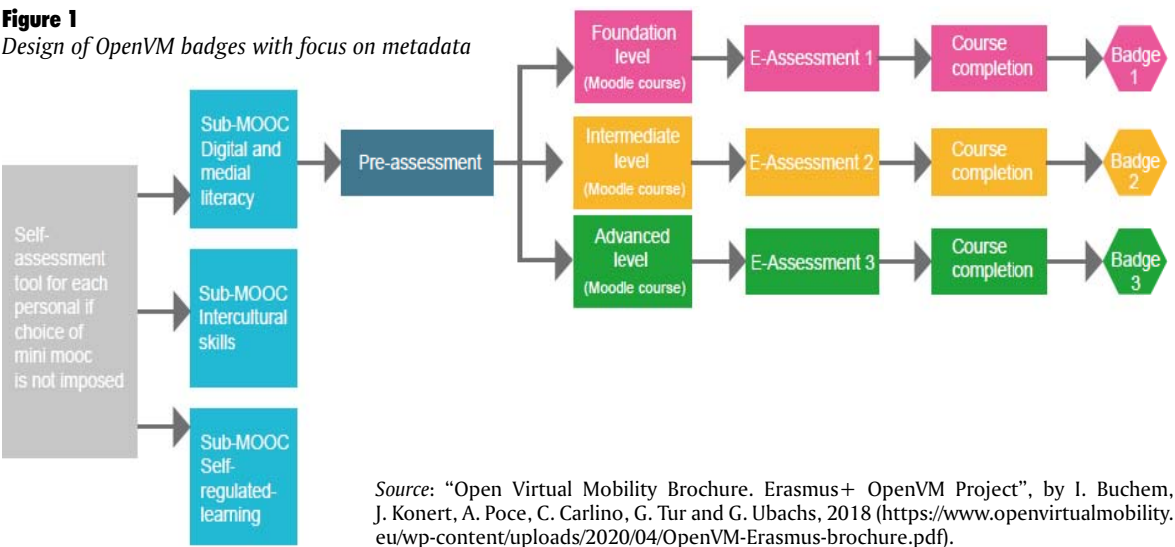 Figure 1
Design of OpenVM badges with focus on metadata
Self-
assessment
tool for each
personal if
choice of
mini mooc
is not imposed
Sub-MOOC
Digital and
medial
literacy
Sub-MOOC
Intercultural
skills
Sub-MOOC
Self-
regulated-
learning
Pre-assessment
Foundation
level
(Moodle course)
E-Assessment 1
Course
completion
Badge
1
Intermediate
level
(Moodle course)
E-Assessment 2
Course
completion
Badge
2
Advanced
level
(Moodle course)
E-Assessment 3
Course
completion
Badge
3
Source: “Open Virtual Mobility Brochure. Erasmus+ OpenVM Project”, by I. Buchem,
J. Konert, A. Poce, C. Carlino, G. Tur and G. Ubachs, 2018 (https://www.openvirtualmobility.
eu/wp-content/uploads/2020/04/OpenVM-Erasmus-brochure.pdf).